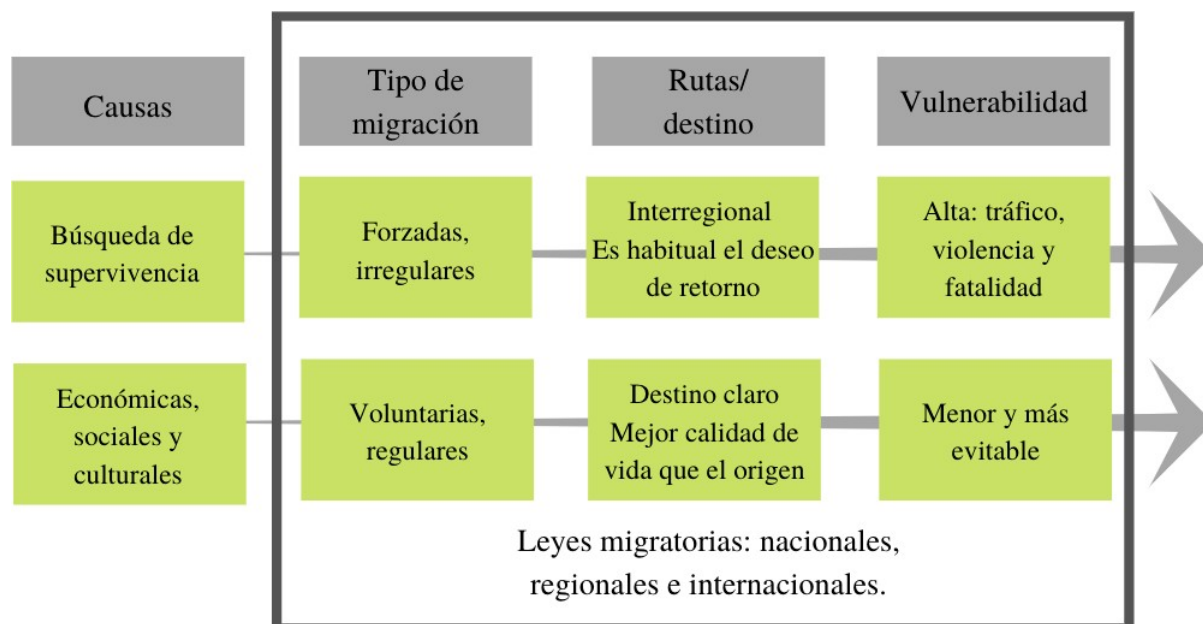 Causas
Tipo de
migración
Rutas/
destino
Vulnerabilidad
Búsqueda de
supervivencia
Forzadas,
irregulares
Interregional
Es habitual el deseo
de retorno
Alta: tráfico,
violencia y
fatalidad
Económicas,
sociales y
culturales
Voluntarias,
regulares
Destino claro
Mejor calidad de
vida que el origen
Menor y más
evitable
Leyes migratorias: nacionales,
regionales e internacionales.